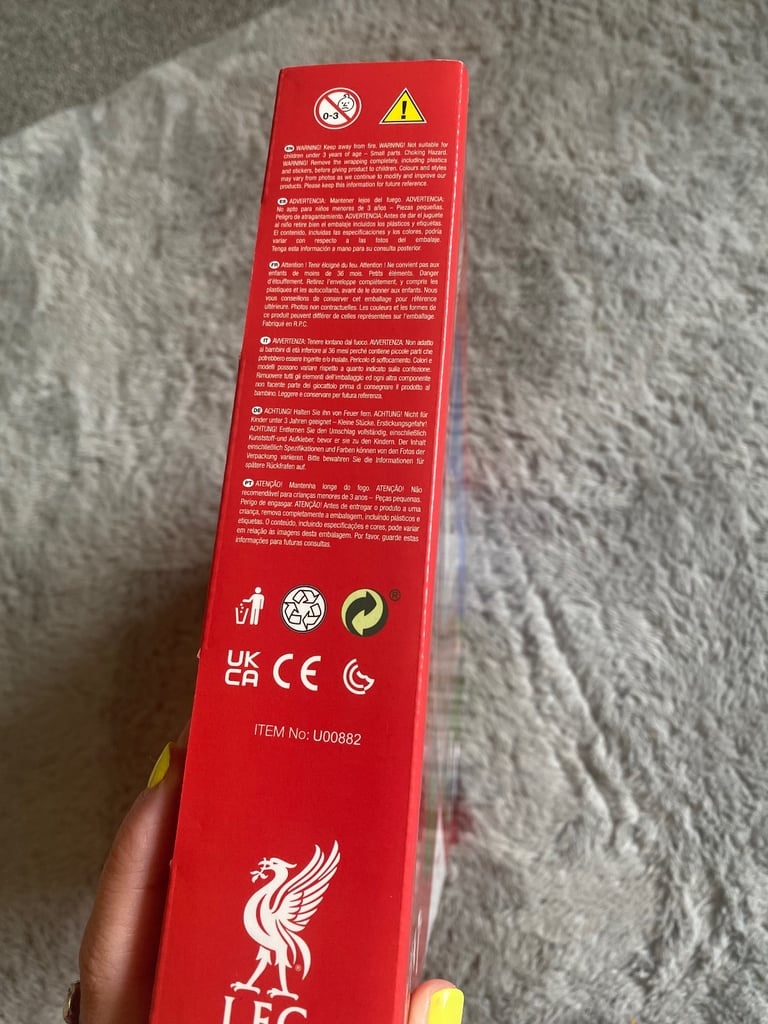 0-3
EN WARNING! Keep away from fire. WARNING! Not suitable for
children under 3 years of age – Small parts. Choking Hazard.
WARNING! Remove the wrapping completely, including plastics
and stickers, before giving product to children. Colours and styles
may vary from photos as we continue to modify and improve our
products. Please keep this information for future reference.
ES ADVERTENCIA: Mantener lejos del fuego. ADVERTENCIA:
No apto para niños menores de 3 años – Piezas pequeñas.
Peligro de atragantamiento. ADVERTENCIA: Antes de dar el juguete
al niño retire bien el embalaje incluidos los plásticos y etiquetas.
El contenido, incluidas las especificaciones y los colores, podría
variar con respecto a las fotos del embalaje.
Tenga esta información a mano para su consulta posterior.
FR Attention ! Tenir éloigné du feu. Attention ! Ne convient pas aux
enfants de moins de 36 mois. Petits éléments. Danger
d'étouffement. Retirez l'enveloppe complètement, y compris les
plastiques et les autocollants, avant de le donner aux enfants. Nous
vous conseillons de conserver cet emballage pour référence
ultérieure. Photos non contractuelles. Les couleurs et les formes de
ce produit peuvent différer de celles représentées sur l'emballage.
Fabriqué en R.P.C.
IT AVVERTENZA: Tenere lontano dal fuoco. AVVERTENZA: Non adatto
ai bambini di età inferiore ai 36 mesi perché contiene piccole parti che
potrebbero essere ingerite e/o inalate. Pericolo di soffocamento. Colori e
modelli possono variare rispetto a quanto indicato sulla confezione.
Rimuovere tutti gli elementi dell'imballaggio ed ogni altra componente
non facente parte del giocattolo prima di consegnare il prodotto al
bambino. Leggere e conservare per futura referenza.
DE ACHTUNG! Halten Sie ihn von Feuer fern. ACHTUNG! Nicht für
Kinder unter 3 Jahren geeignet – Kleine Stücke. Erstickungsgefahr!
ACHTUNG! Entfernen Sie den Umschlag vollständig, einschließlich
Kunststoff-und Aufkleber, bevor er sie zu den Kindern. Der Inhalt
einschließlich Spezifikationen und Farben können von den Fotos der
Verpackung variieren. Bitte bewahren Sie die Informationen für
spätere Rückfrafen auf.
PT ATENÇÃO! Mantenha longe do fogo. ATENÇÃO! Não
recomendável para crianças menores de 3 anos – Peças pequenas.
Perigo de engasgar. ATENÇÃO! Antes de entregar o produto a uma
criança, remova completamente a embalagem, incluindo plásticos e
etiquetas. O conteúdo, incluindo especificações e cores, pode variar
em relação às imagens desta embalagem. Por favor, guarde estas
informações para futuras consultas.
®
UK
CA CE
ITEM No: U00882
®
LFC